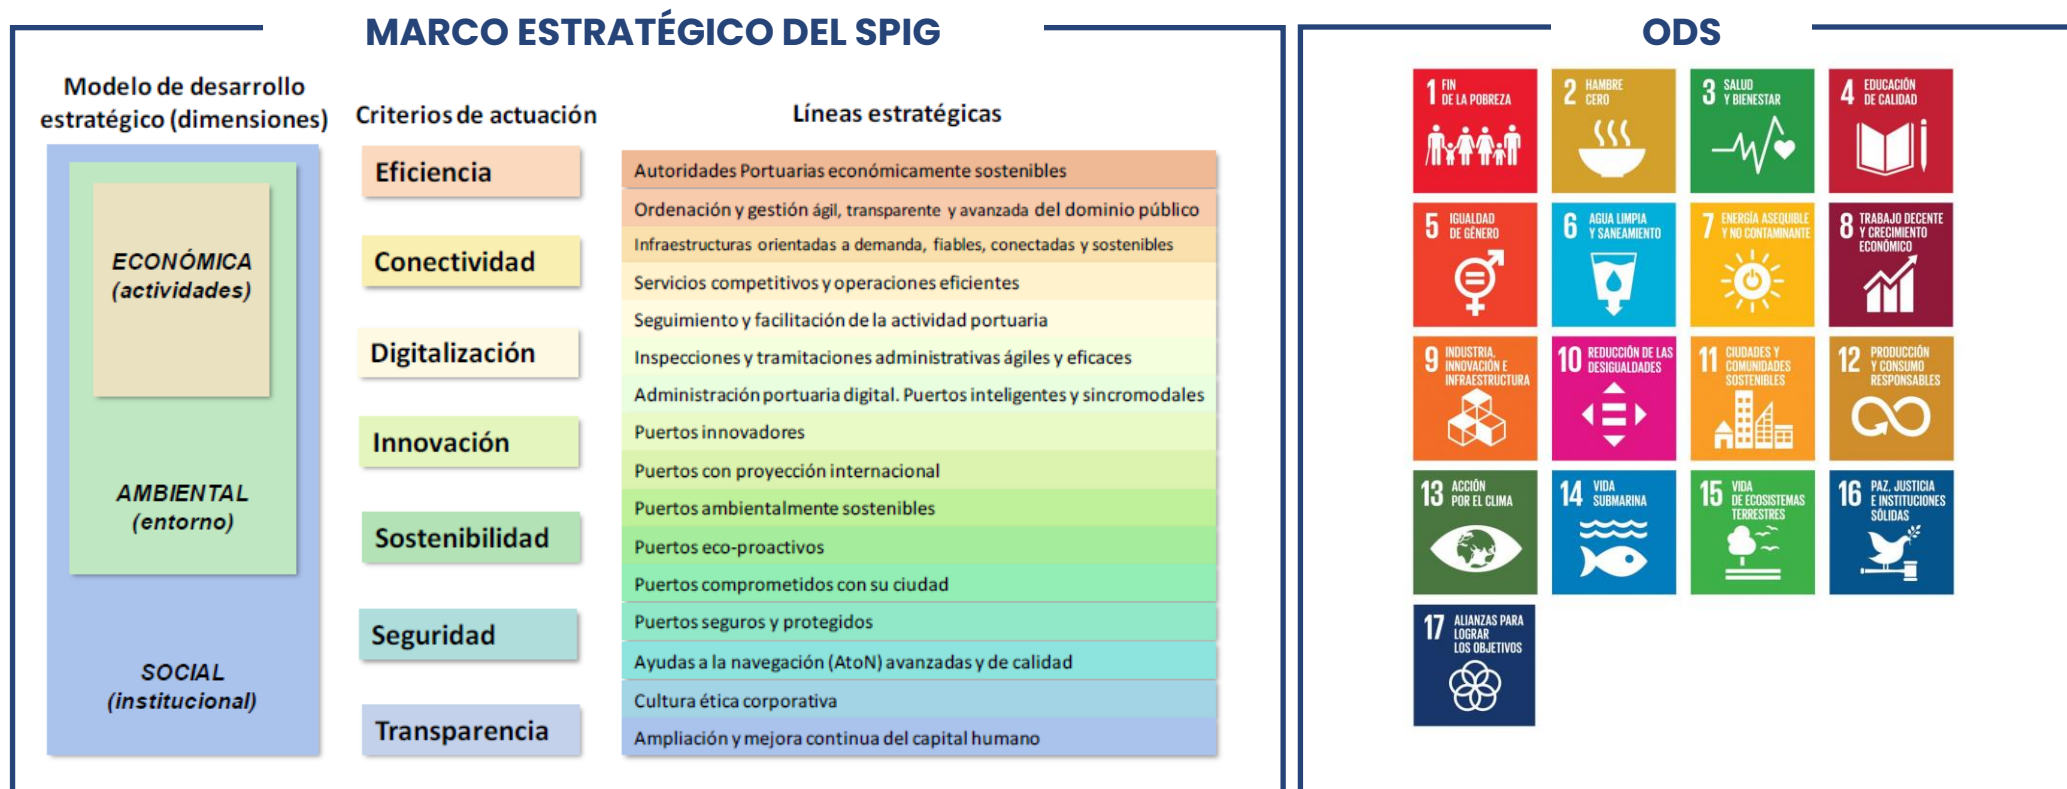 MARCO ESTRATÉGICO DEL SPIG
Modelo de desarrollo
estratégico (dimensiones)
ECONÓMICA
(actividades)
AMBIENTAL
(entorno)
SOCIAL
(institucional)
Criterios de actuación
Eficiencia
Conectividad
Digitalización
Innovación
Sostenibilidad
Seguridad
Transparencia
Líneas estratégicas
Autoridades Portuarias económicamente sostenibles
Ordenación y gestión ágil, transparente y avanzada del dominio público
Infraestructuras orientadas a demanda, fiables, conectadas y sostenibles
Servicios competitivos y operaciones eficientes
Seguimiento y facilitación de la actividad portuaria
Inspecciones y tramitaciones administrativas ágiles y eficaces
Administración portuaria digital. Puertos inteligentes y sincromodales
Puertos innovadores
Puertos con proyección internacional
Puertos ambientalmente sostenibles
Puertos eco-proactivos
Puertos comprometidos con su ciudad
Puertos seguros y protegidos
Ayudas a la navegación (AtoN) avanzadas y de calidad
Cultura ética corporativa
Ampliación y mejora continua del capital humano
ODS
1 FIN
DE LA POBREZA
2 HAMBRE
CERO
3 SALUD
Y BIENESTAR
4 EDUCACIÓN
DE CALIDAD
5 IGUALDAD
DE GÉNERO
6 AGUA LIMPIA
Y SANEAMIENTO
7 ENERGÍA ASEQUIBLE
Y NO CONTAMINANTE
8 TRABAJO DECENTE
Y CRECIMIENTO
ECONÓMICO
9 INDUSTRIA,
INNOVACIÓN E
INFRAESTRUCTURA
10 REDUCCIÓN DE LAS
DESIGUALDADES
11 CIUDADES Y
COMUNIDADES
SOSTENIBLES
12 PRODUCCIÓN
Y CONSUMO
RESPONSABLES
13 ACCIÓN
POR EL CLIMA
14 VIDA
SUBMARINA
15 VIDA
DE ECOSISTEMAS
TERRESTRES
16 PAZ, JUSTICIA
E INSTITUCIONES
SÓLIDAS
17 ALIANZAS PARA
LOGRAR
LOS OBJETIVOS